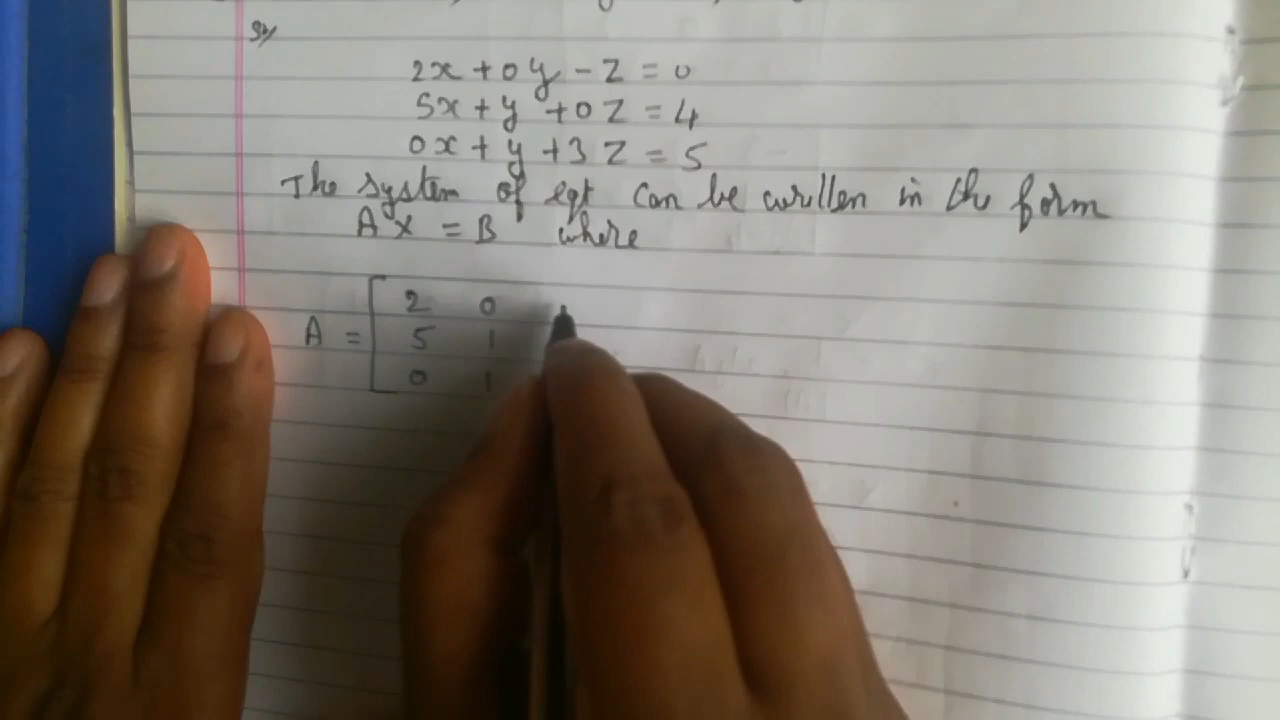 2x + 0y - z = 0
5x + y + 0z = 4
0x + y + 3z = 5
The system of eqt can be written in the form
AX = B where
A = [ 2 0
5 1
0 1